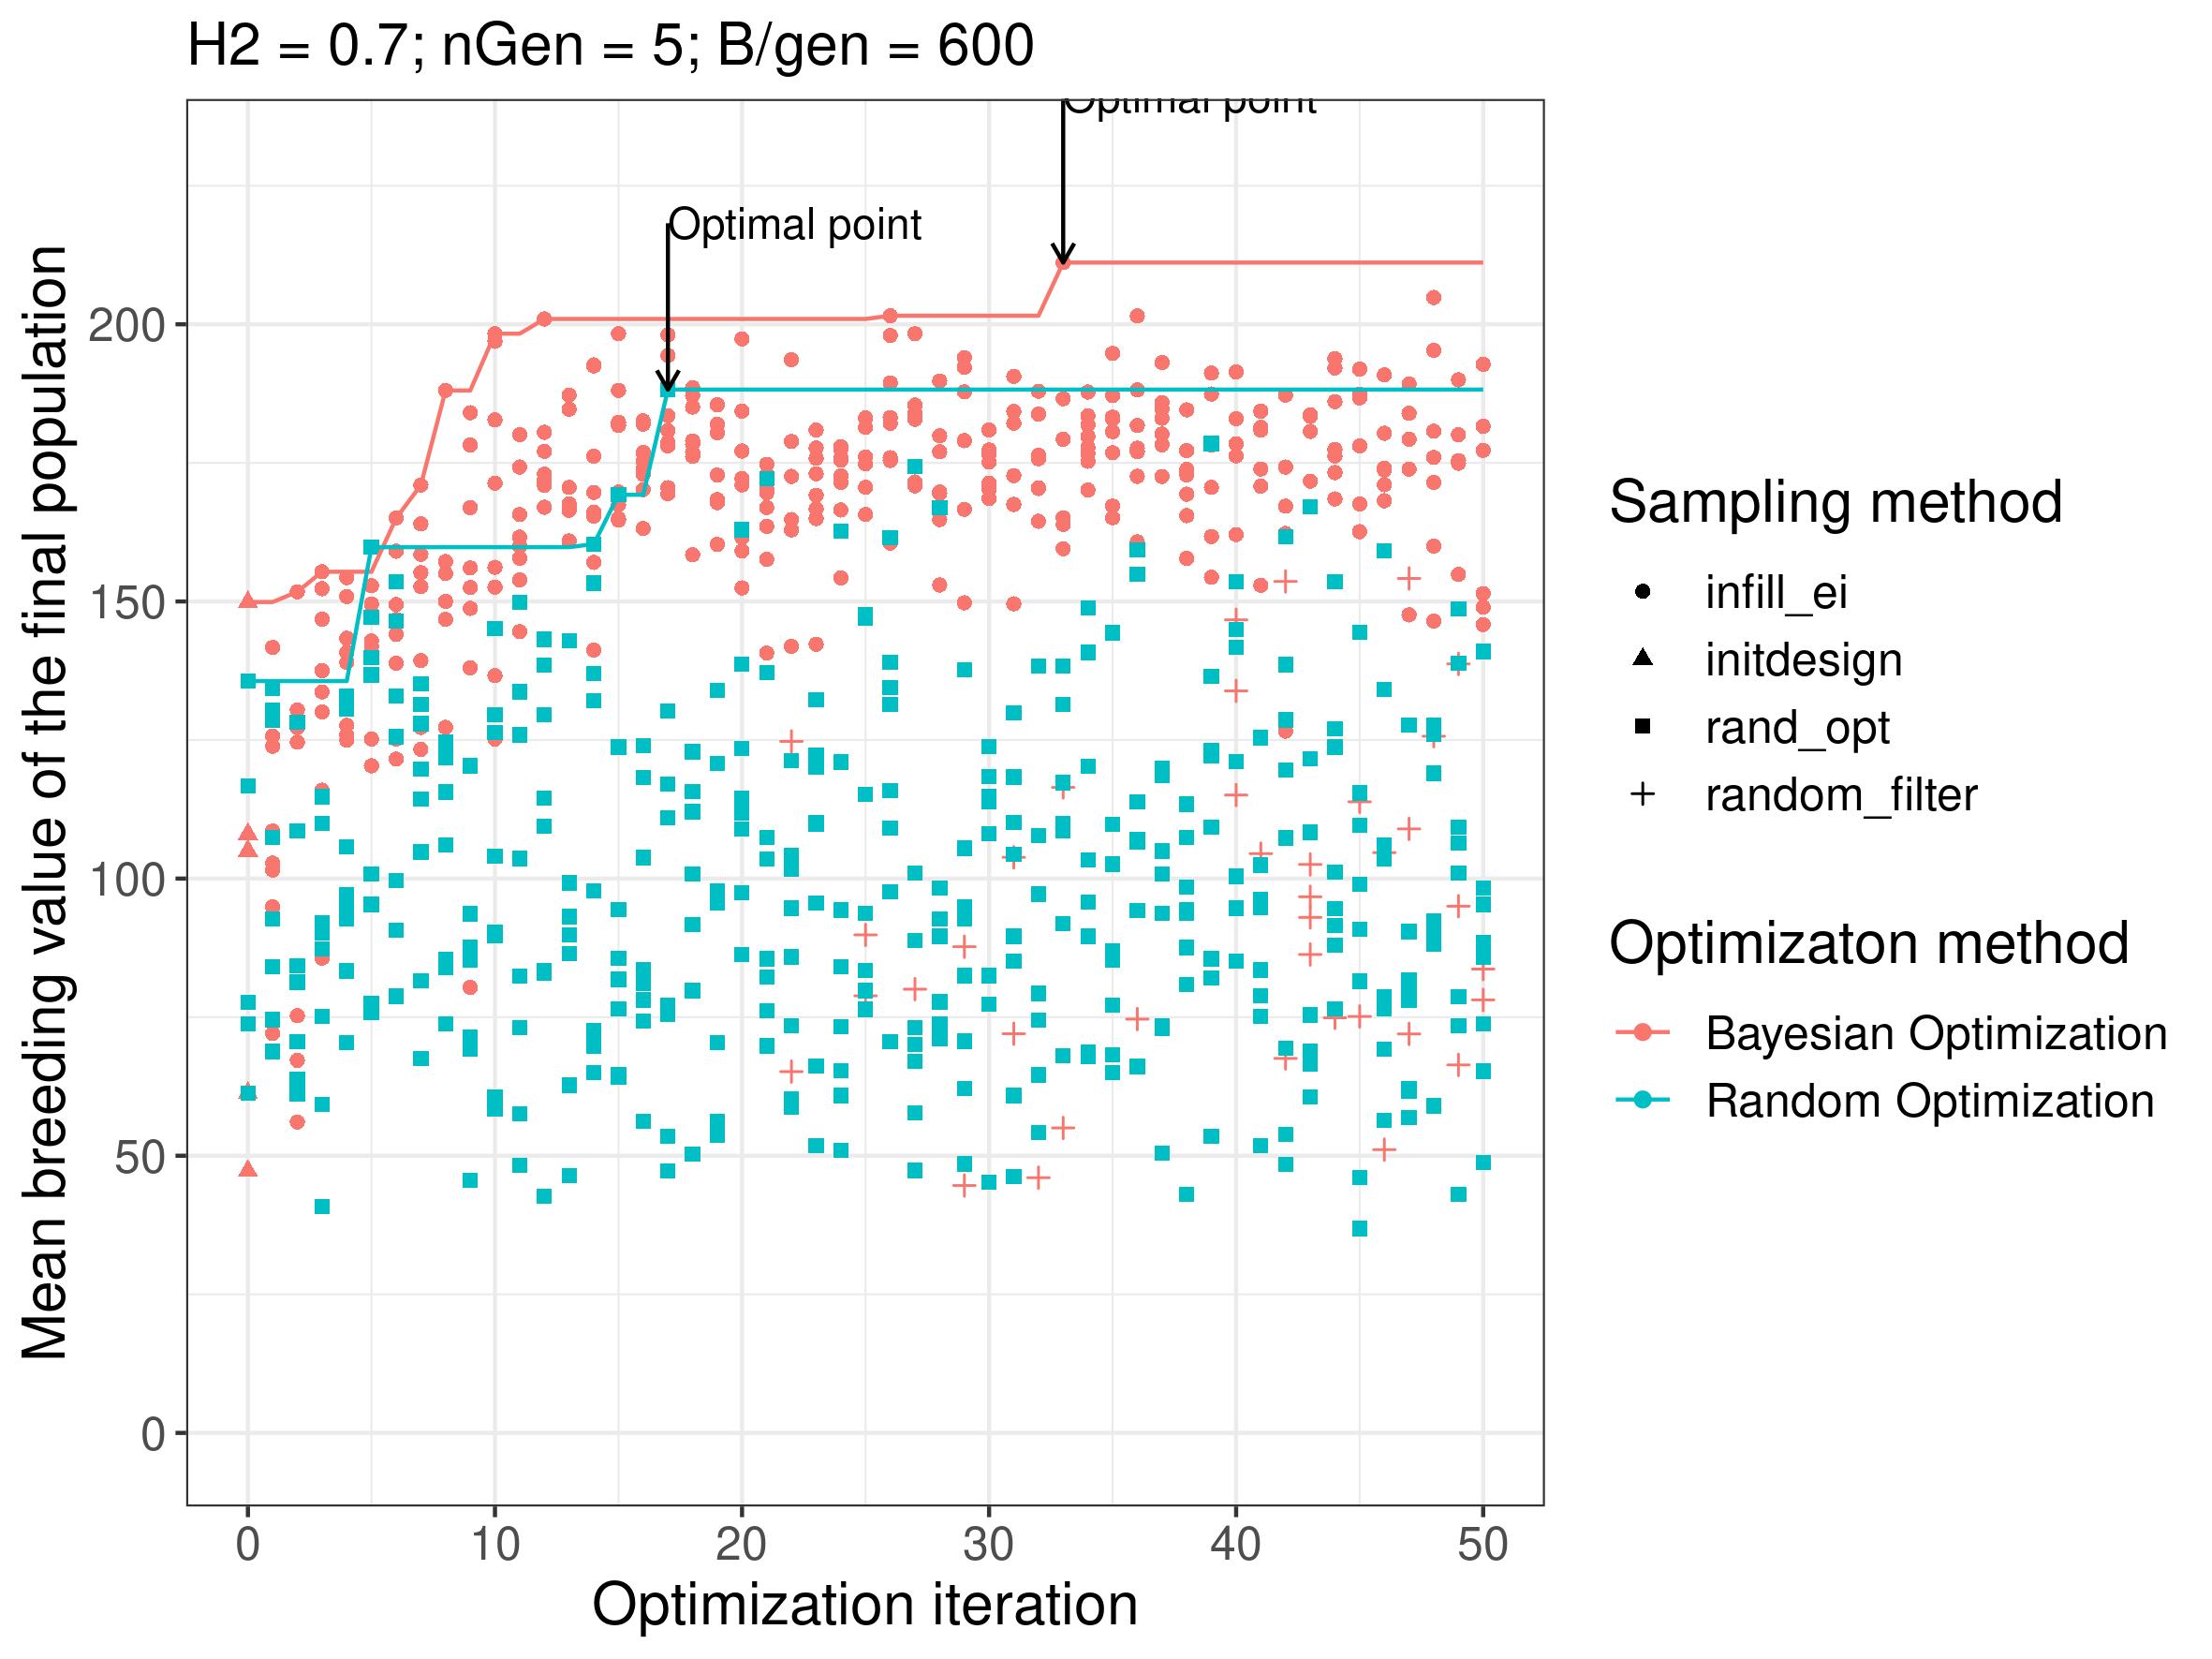 H2 = 0.7; nGen = 5; B/gen = 600
Optimal point
Optimal point
Mean breeding value of the final population
200
150
100
50
0
0 10 20 30 40 50
Optimization iteration
Sampling method
infill_ei
initdesign
rand_opt
random_filter
Optimizaton method
Bayesian Optimization
Random Optimization